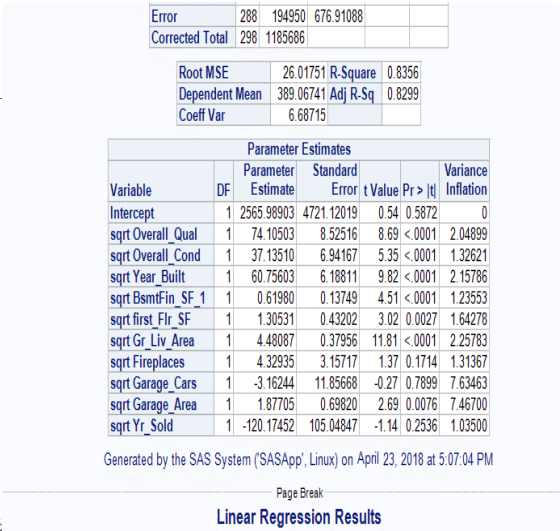 Error 288 194950 676.91088
Corrected Total 298 1185686
Root MSE 26.01751 R-Square 0.8356
Dependent Mean 389.06741 Adj R-Sq 0.8299
Coeff Var 6.68715
Parameter Estimates
Variable DF Parameter Estimate Standard Error t Value Pr > |t| Variance Inflation
Intercept 1 2565.98903 4721.12019 0.54 0.5872 0
sqrt Overall_Qual 1 74.10503 8.52516 8.69 <.0001 2.04899
sqrt Overall_Cond 1 37.13510 6.94167 5.35 <.0001 1.32621
sqrt Year_Built 1 60.75603 6.18811 9.82 <.0001 2.15786
sqrt BsmtFin_SF_1 1 0.61980 0.13749 4.51 <.0001 1.23553
sqrt first_Flr_SF 1 1.30531 0.43202 3.02 0.0027 1.64278
sqrt Gr_Liv_Area 1 4.48087 0.37956 11.81 <.0001 2.25783
sqrt Fireplaces 1 4.32935 3.15717 1.37 0.1714 1.31367
sqrt Garage_Cars 1 -3.16244 11.85668 -0.27 0.7899 7.63463
sqrt Garage_Area 1 1.87705 0.69820 2.69 0.0076 7.46700
sqrt Yr_Sold 1 -120.17452 105.04847 -1.14 0.2536 1.03500
Generated by the SAS System ('SASApp', Linux) on April 23, 2018 at 5:07:04 PM
Page Break
Linear Regression Results